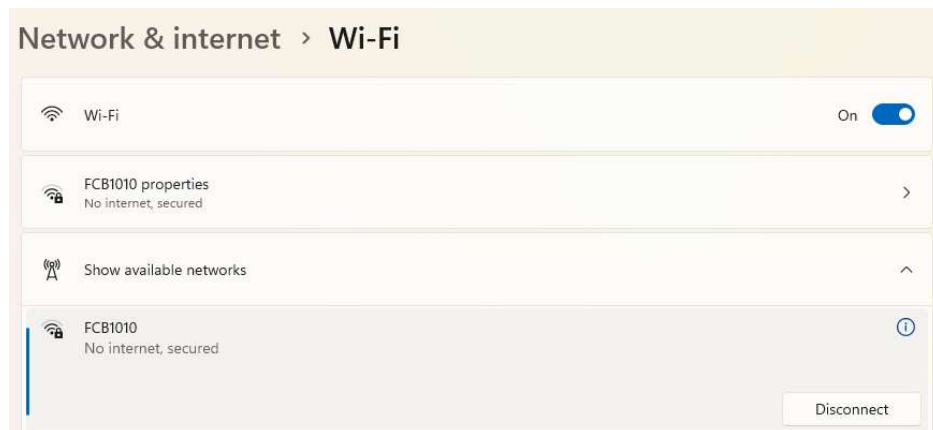 Network & internet > Wi-Fi
Wi-Fi
On
FCB1010 properties
No internet, secured
Show available networks
FCB1010
No internet, secured
Disconnect